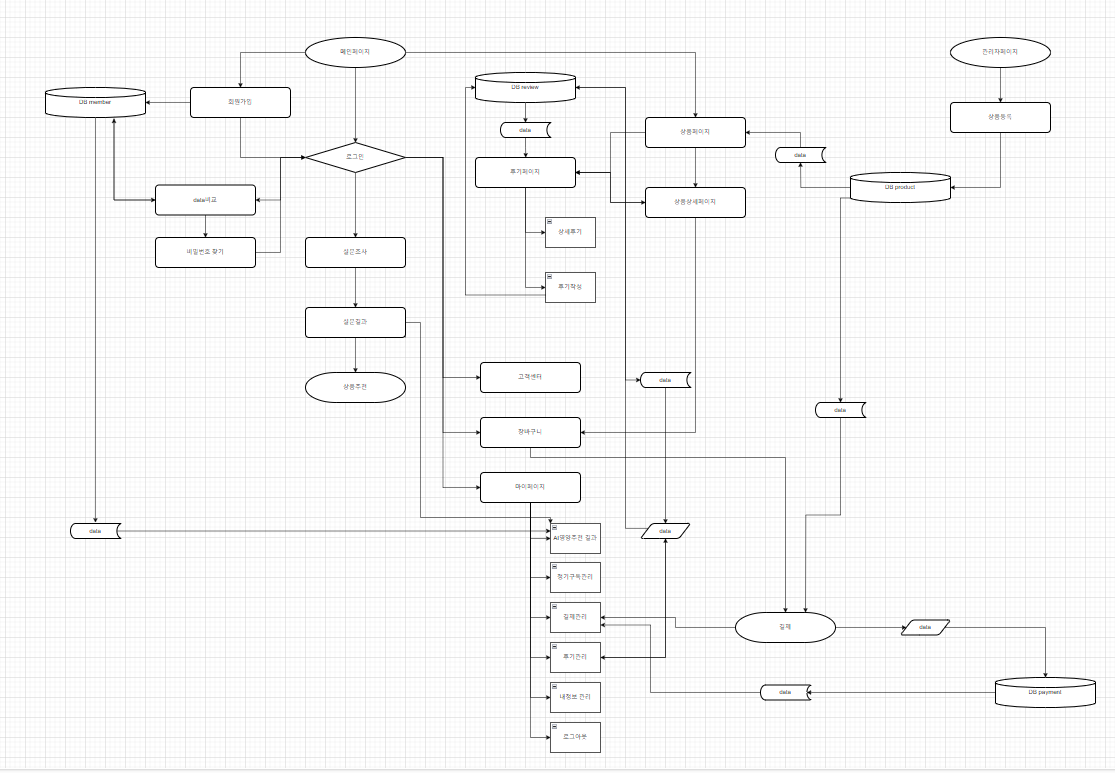 메인페이지
관리자페이지
DB member
회원가입
DB review
상품등록
data
상품페이지
로그인
data
후기페이지
DB product
data비교
상품상세페이지
상세후기
비밀번호 찾기
설문조사
후기작성
설문결과
고객센터
data
상품추천
data
장바구니
마이페이지
data
AI영양추천 결과
data
정기구독관리
결제관리
결제
data
후기관리
내정보 관리
data
DB payment
로그아웃